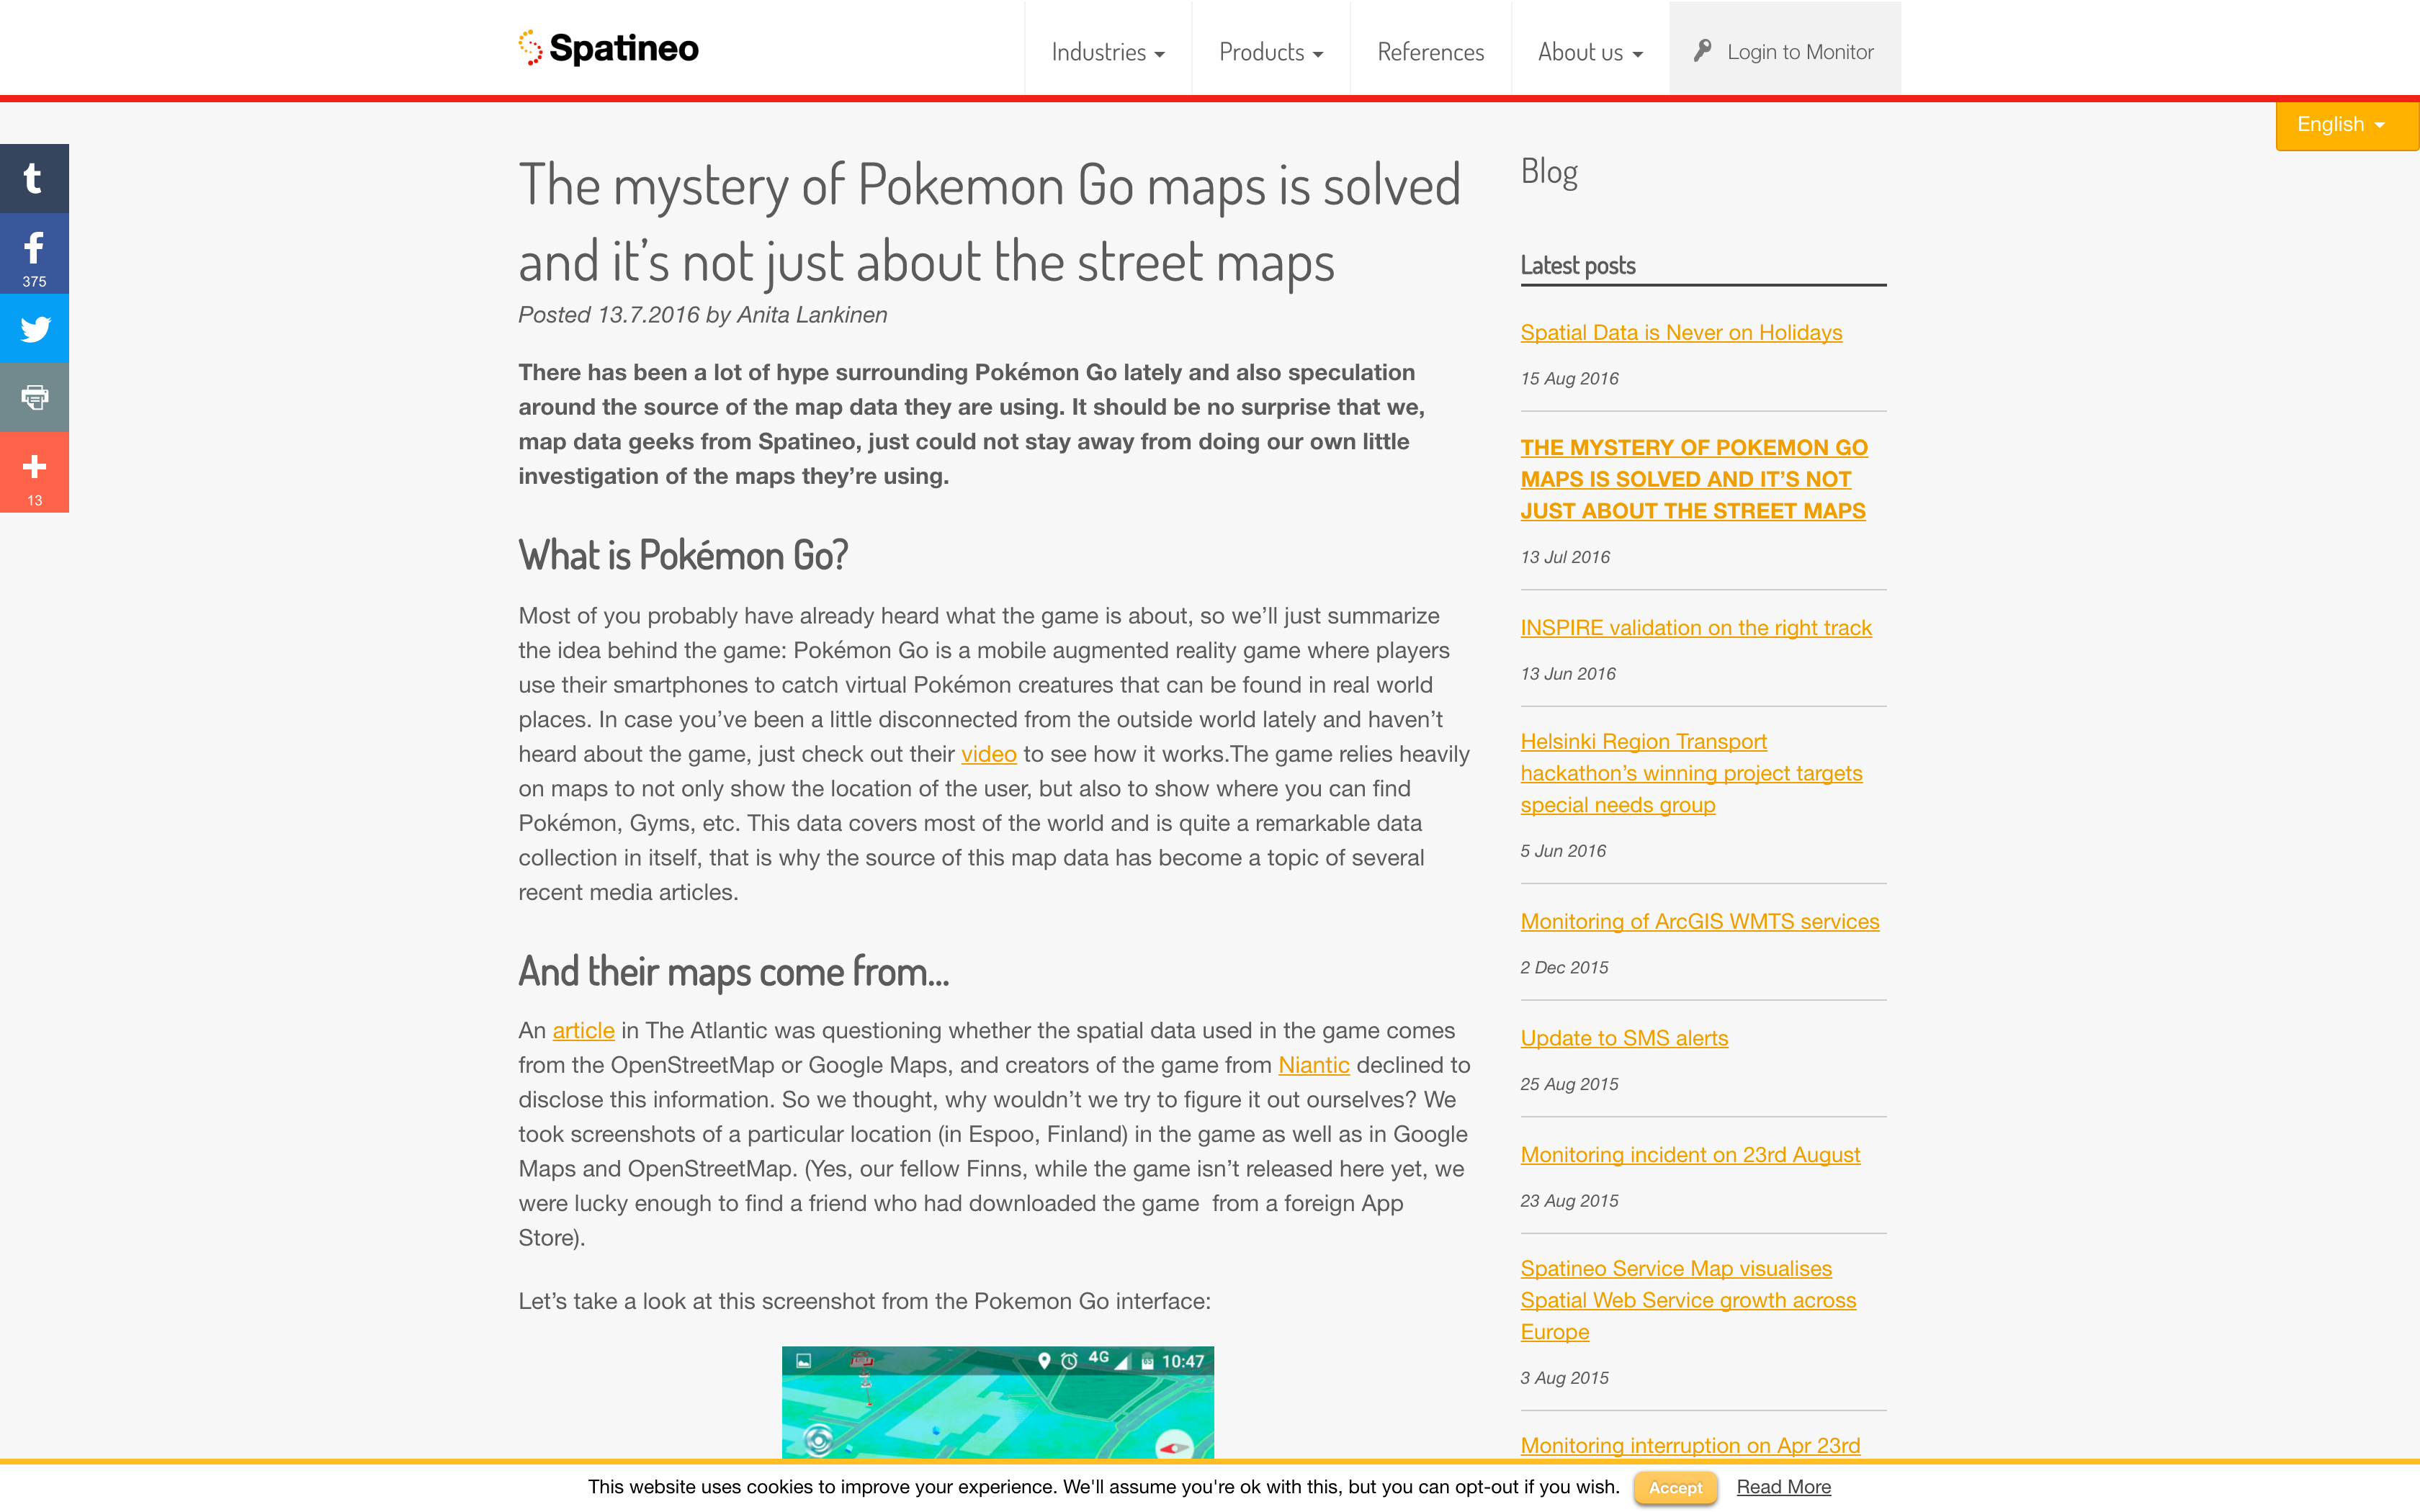 Spatineo
Industries
Products
References
About us
Login to Monitor
English
375
13
The mystery of Pokemon Go maps is solved
and it’s not just about the street maps
Posted 13.7.2016 by Anita Lankinen
There has been a lot of hype surrounding Pokémon Go lately and also speculation
around the source of the map data they are using. It should be no surprise that we,
map data geeks from Spatineo, just could not stay away from doing our own little
investigation of the maps they’re using.
What is Pokémon Go?
Most of you probably have already heard what the game is about, so we’ll just summarize
the idea behind the game: Pokémon Go is a mobile augmented reality game where players
use their smartphones to catch virtual Pokémon creatures that can be found in real world
places. In case you’ve been a little disconnected from the outside world lately and haven’t
heard about the game, just check out their video to see how it works.The game relies heavily
on maps to not only show the location of the user, but also to show where you can find
Pokémon, Gyms, etc. This data covers most of the world and is quite a remarkable data
collection in itself, that is why the source of this map data has become a topic of several
recent media articles.
And their maps come from…
An article in The Atlantic was questioning whether the spatial data used in the game comes
from the OpenStreetMap or Google Maps, and creators of the game from Niantic declined to
disclose this information. So we thought, why wouldn’t we try to figure it out ourselves? We
took screenshots of a particular location (in Espoo, Finland) in the game as well as in Google
Maps and OpenStreetMap. (Yes, our fellow Finns, while the game isn’t released here yet, we
were lucky enough to find a friend who had downloaded the game  from a foreign App
Store).
Let’s take a look at this screenshot from the Pokemon Go interface:
4G 10:47
Blog
Latest posts
Spatial Data is Never on Holidays
15 Aug 2016
THE MYSTERY OF POKEMON GO
MAPS IS SOLVED AND IT’S NOT
JUST ABOUT THE STREET MAPS
13 Jul 2016
INSPIRE validation on the right track
13 Jun 2016
Helsinki Region Transport
hackathon’s winning project targets
special needs group
5 Jun 2016
Monitoring of ArcGIS WMTS services
2 Dec 2015
Update to SMS alerts
25 Aug 2015
Monitoring incident on 23rd August
23 Aug 2015
Spatineo Service Map visualises
Spatial Web Service growth across
Europe
3 Aug 2015
Monitoring interruption on Apr 23rd
This website uses cookies to improve your experience. We'll assume you're ok with this, but you can opt-out if you wish. Accept Read More